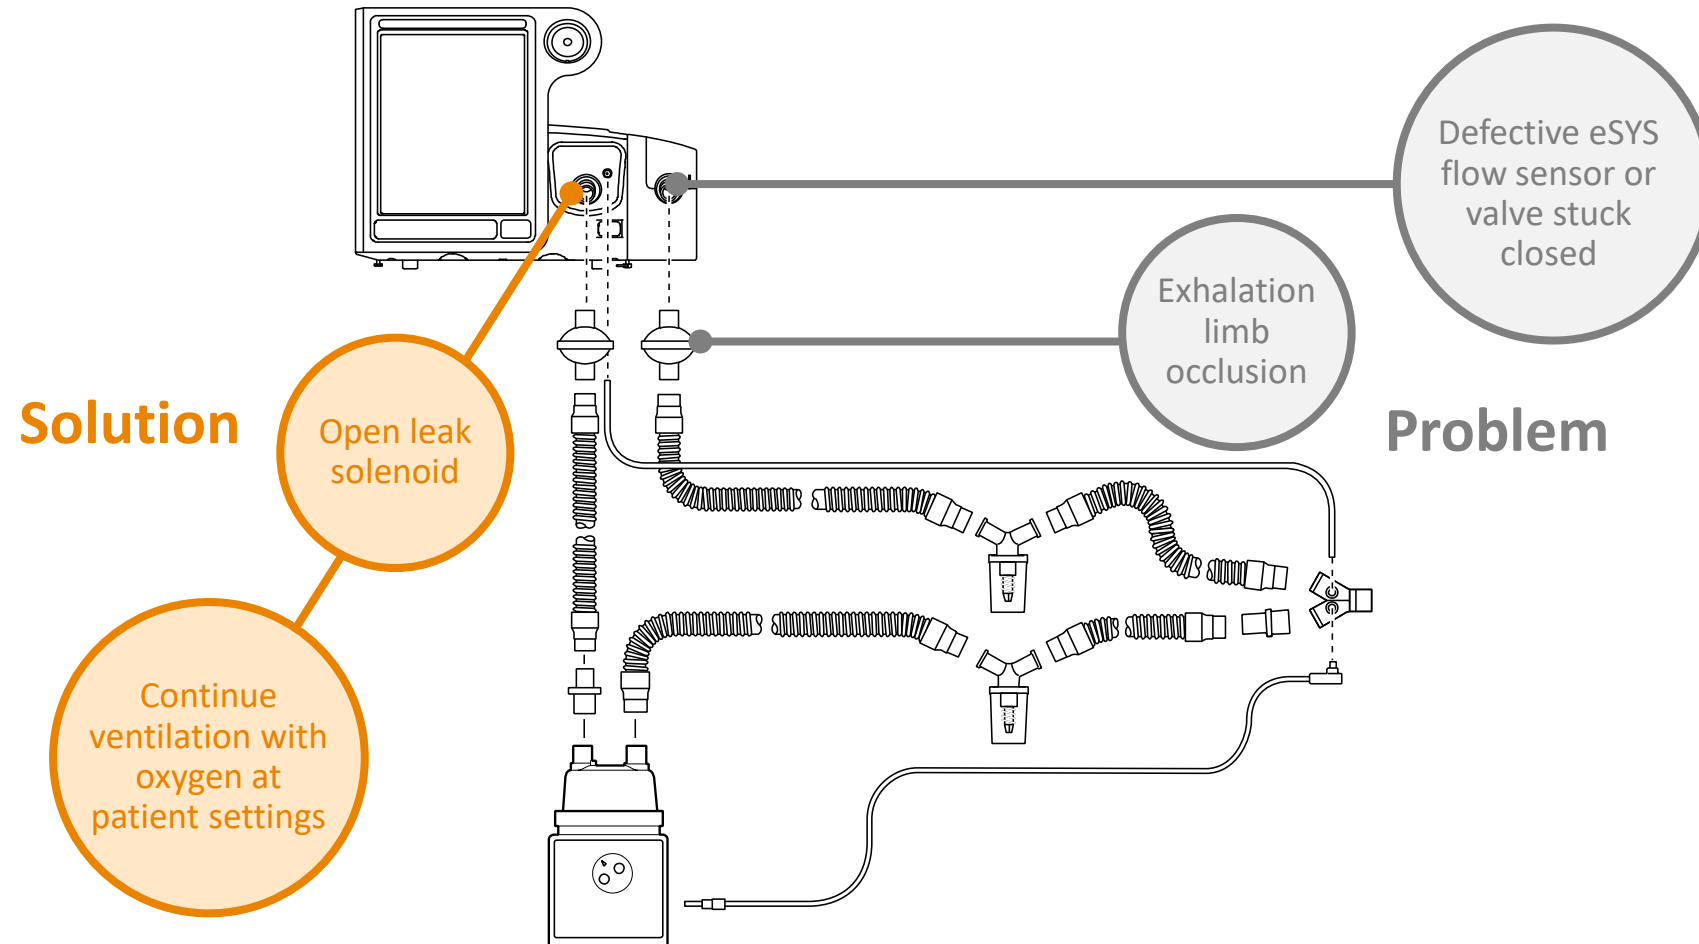 Defective eSYS
flow sensor or
valve stuck
closed
Exhalation
limb
occlusion
Problem
Solution
Open leak
solenoid
Continue
ventilation with
oxygen at
patient settings